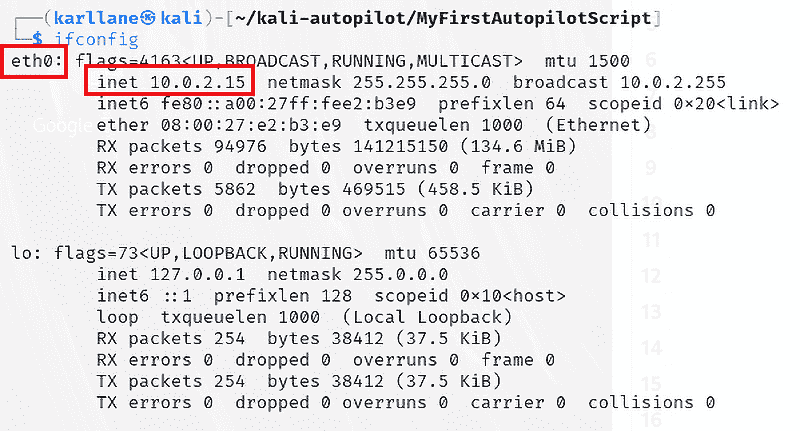 (karllane㉿kali)-[~/kali-autopilot/MyFirstAutopilotScript]
$ ifconfig
eth0: flags=4163<UP,BROADCAST,RUNNING,MULTICAST>  mtu 1500
inet 10.0.2.15  netmask 255.255.255.0  broadcast 10.0.2.255
inet6 fe80::a00:27ff:fee2:b3e9  prefixlen 64  scopeid 0×20<link>
ether 08:00:27:e2:b3:e9  txqueuelen 1000  (Ethernet)
RX packets 94976  bytes 141215150 (134.6 MiB)
RX errors 0  dropped 0  overruns 0  frame 0
TX packets 5862  bytes 469515 (458.5 KiB)
TX errors 0  dropped 0 overruns 0  carrier 0  collisions 0
lo: flags=73<UP,LOOPBACK,RUNNING>  mtu 65536
inet 127.0.0.1  netmask 255.0.0.0
inet6 ::1  prefixlen 128  scopeid 0×10<host>
loop  txqueuelen 1000  (Local Loopback)
RX packets 254  bytes 38412 (37.5 KiB)
RX errors 0  dropped 0  overruns 0  frame 0
TX packets 254  bytes 38412 (37.5 KiB)
TX errors 0  dropped 0 overruns 0  carrier 0  collisions 0
6
9
11
12
13
14
15
16